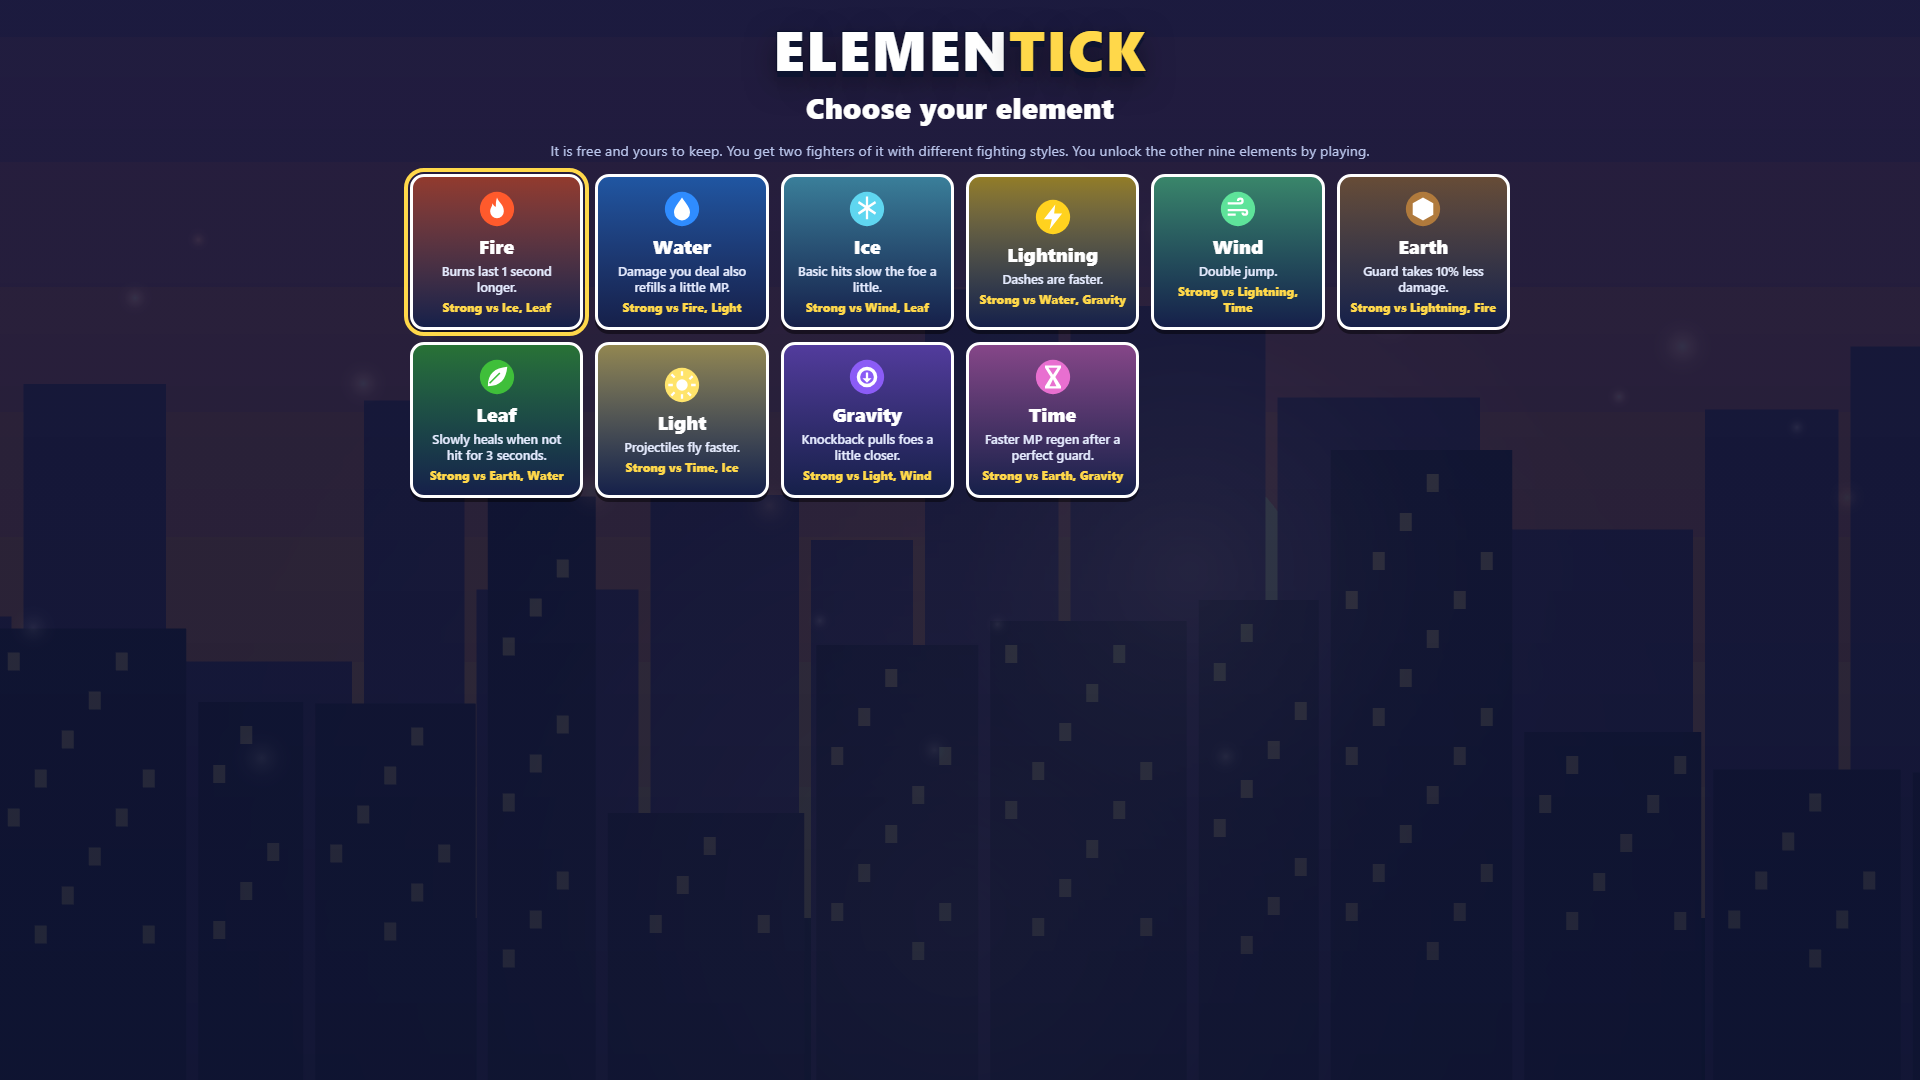 ELEMENTICK
Choose your element
It is free and yours to keep. You get two fighters of it with different fighting styles. You unlock the other nine elements by playing.
Fire
Burns last 1 second
longer.
Strong vs Ice, Leaf
Water
Damage you deal also
refills a little MP.
Strong vs Fire, Light
Ice
Basic hits slow the foe a
little.
Strong vs Wind, Leaf
Lightning
Dashes are faster.
Strong vs Water, Gravity
Wind
Double jump.
Strong vs Lightning,
Time
Earth
Guard takes 10% less
damage.
Strong vs Lightning, Fire
Leaf
Slowly heals when not
hit for 3 seconds.
Strong vs Earth, Water
Light
Projectiles fly faster.
Strong vs Time, Ice
Gravity
Knockback pulls foes a
little closer.
Strong vs Light, Wind
Time
Faster MP regen after a
perfect guard.
Strong vs Earth, Gravity